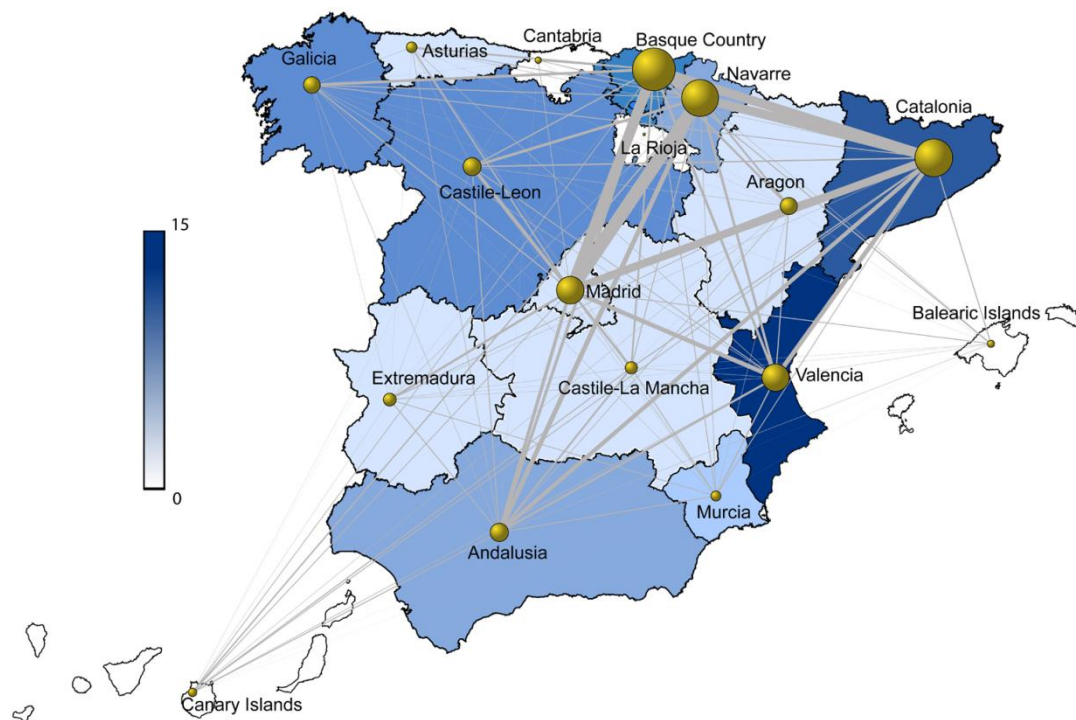 Cantabria
Basque Country
Asturias
Galicia
Navarre
Catalonia
La Rioja
Castile-Leon
Aragon
15
Madrid
Balearic Islands
Extremadura
Castile-La Mancha
Valencia
0
Murcia
Andalusia
Canary Islands